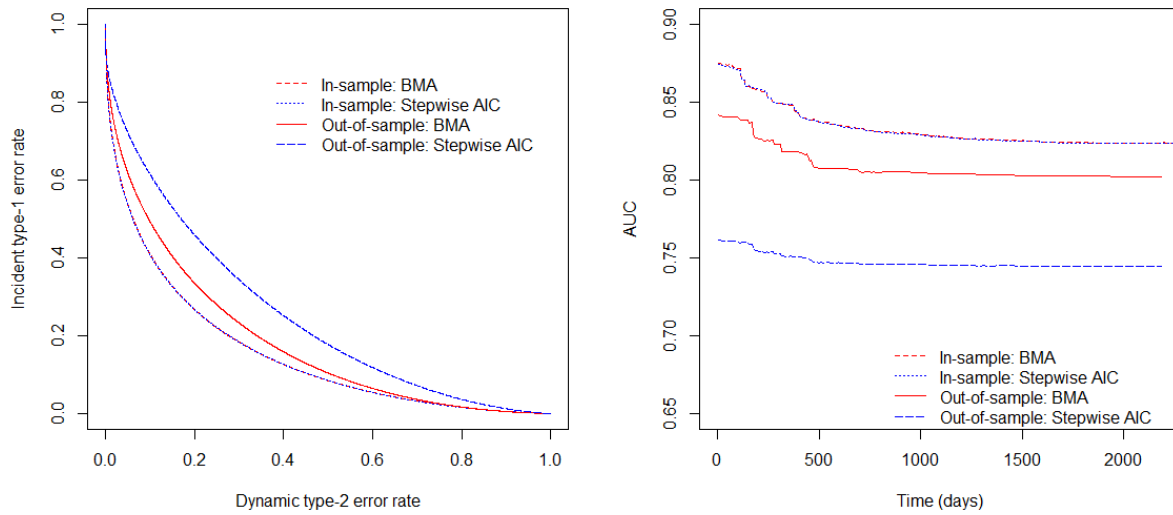 Incident type-1 error rate
1.0
0.8
0.6
0.4
0.2
0.0
In-sample: BMA
In-sample: Stepwise AIC
Out-of-sample: BMA
Out-of-sample: Stepwise AIC
0.0 0.2 0.4 0.6 0.8 1.0
Dynamic type-2 error rate
AUC
0.90
0.85
0.80
0.75
0.70
0.65
In-sample: BMA
In-sample: Stepwise AIC
Out-of-sample: BMA
Out-of-sample: Stepwise AIC
0 500 1000 1500 2000
Time (days)